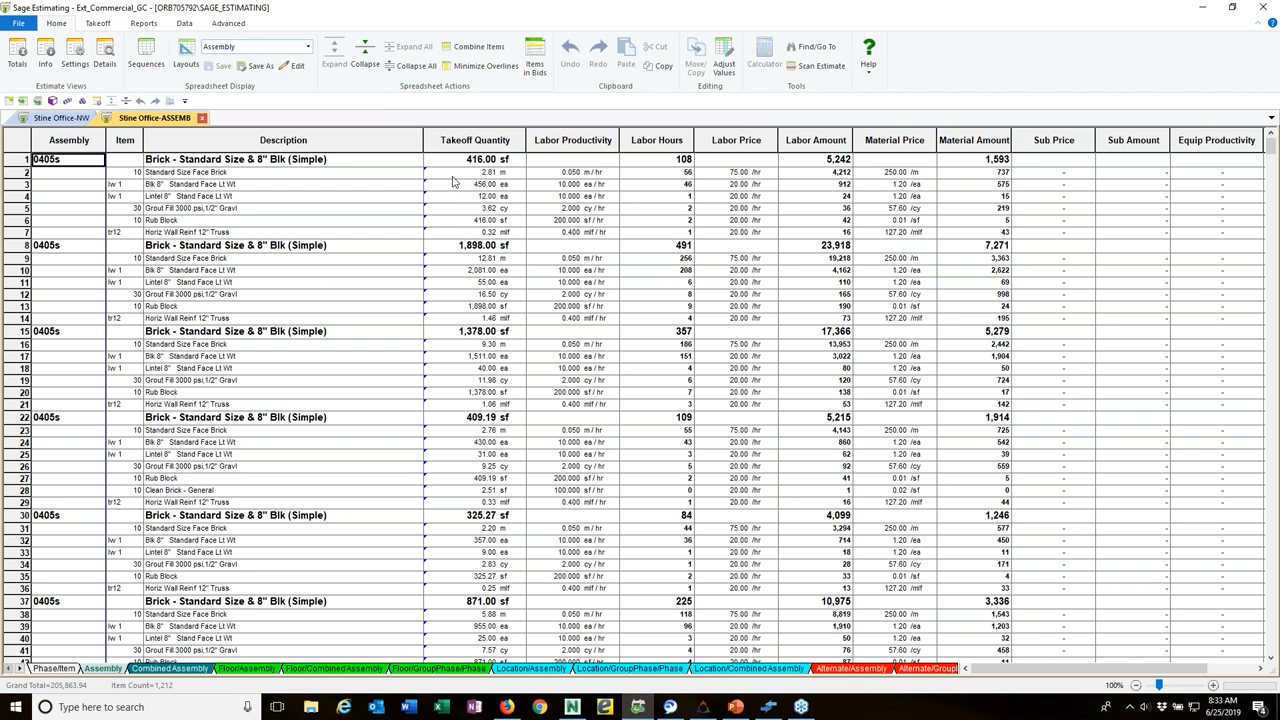 Sage Estimating - Ext_Commercial_GC - [ORB705792\SAGE_ESTIMATING]
File Home Takeoff Reports Data Advanced
Totals Info Settings Details Sequences Layouts Assembly Save Save As Edit Expand Collapse Expand All Collapse All Combine Items Minimize Overlines Items in Bids Undo Redo Paste Cut Copy Move/ Copy Adjust Values Calculator Find/Go To Scan Estimate Help
Estimate Views Spreadsheet Display Spreadsheet Actions Clipboard Editing Tools
Stine Office-NW Stine Office-ASSEMB
Assembly Item Description Takeoff Quantity Labor Productivity Labor Hours Labor Price Labor Amount Material Price Material Amount Sub Price Sub Amount Equip Productivity
1 0405s Brick - Standard Size & 8" Blk (Simple) 416.00 sf 108 5,242 1,593 - - -
2 10 Standard Size Face Brick 2.81 m 0.050 m / hr 56 75.00 /hr 4,212 250.00 /m 737 - - -
3 lw 1 Blk 8" Standard Face Lt Wt 456.00 ea 10.000 ea / hr 46 20.00 /hr 912 1.20 /ea 575 - - -
4 lw 1 Lintel 8" Stand Face Lt Wt 12.00 ea 10.000 ea / hr 1 20.00 /hr 24 1.20 /ea 15 - - -
5 30 Grout Fill 3000 psi,1/2" Gravl 3.62 cy 2.000 cy / hr 2 20.00 /hr 36 57.60 /cy 219 - - -
6 10 Rub Block 416.00 sf 200.000 sf / hr 2 20.00 /hr 42 0.01 /sf 5 - - -
7 tr12 Horiz Wall Reinf 12" Truss 0.32 mlf 0.400 mlf / hr 1 20.00 /hr 16 127.20 /mlf 43 - - -
8 0405s Brick - Standard Size & 8" Blk (Simple) 1,898.00 sf 491 23,918 7,271 - - -
9 10 Standard Size Face Brick 12.81 m 0.050 m / hr 256 75.00 /hr 19,218 250.00 /m 3,363 - - -
10 lw 1 Blk 8" Standard Face Lt Wt 2,081.00 ea 10.000 ea / hr 208 20.00 /hr 4,162 1.20 /ea 2,622 - - -
11 lw 1 Lintel 8" Stand Face Lt Wt 55.00 ea 10.000 ea / hr 6 20.00 /hr 110 1.20 /ea 69 - - -
12 30 Grout Fill 3000 psi,1/2" Gravl 16.50 cy 2.000 cy / hr 8 20.00 /hr 165 57.60 /cy 998 - - -
13 10 Rub Block 1,898.00 sf 200.000 sf / hr 9 20.00 /hr 190 0.01 /sf 24 - - -
14 tr12 Horiz Wall Reinf 12" Truss 1.46 mlf 0.400 mlf / hr 4 20.00 /hr 73 127.20 /mlf 195 - - -
15 0405s Brick - Standard Size & 8" Blk (Simple) 1,378.00 sf 357 17,366 5,279 - - -
16 10 Standard Size Face Brick 9.30 m 0.050 m / hr 186 75.00 /hr 13,953 250.00 /m 2,442 - - -
17 lw 1 Blk 8" Standard Face Lt Wt 1,511.00 ea 10.000 ea / hr 151 20.00 /hr 3,022 1.20 /ea 1,904 - - -
18 lw 1 Lintel 8" Stand Face Lt Wt 40.00 ea 10.000 ea / hr 4 20.00 /hr 80 1.20 /ea 50 - - -
19 30 Grout Fill 3000 psi,1/2" Gravl 11.98 cy 2.000 cy / hr 6 20.00 /hr 120 57.60 /cy 724 - - -
20 10 Rub Block 1,378.00 sf 200.000 sf / hr 7 20.00 /hr 138 0.01 /sf 17 - - -
21 tr12 Horiz Wall Reinf 12" Truss 1.06 mlf 0.400 mlf / hr 3 20.00 /hr 53 127.20 /mlf 142 - - -
22 0405s Brick - Standard Size & 8" Blk (Simple) 409.19 sf 109 5,215 1,914 - - -
23 10 Standard Size Face Brick 2.76 m 0.050 m / hr 55 75.00 /hr 4,143 250.00 /m 725 - - -
24 lw 1 Blk 8" Standard Face Lt Wt 430.00 ea 10.000 ea / hr 43 20.00 /hr 860 1.20 /ea 542 - - -
25 lw 1 Lintel 8" Stand Face Lt Wt 31.00 ea 10.000 ea / hr 3 20.00 /hr 62 1.20 /ea 39 - - -
26 30 Grout Fill 3000 psi,1/2" Gravl 9.25 cy 2.000 cy / hr 5 20.00 /hr 92 57.60 /cy 559 - - -
27 10 Rub Block 409.19 sf 200.000 sf / hr 2 20.00 /hr 41 0.01 /sf 5 - - -
28 10 Clean Brick - General 2.51 sf 100.000 sf / hr 0 20.00 /hr 1 0.02 /sf 0 - - -
29 tr12 Horiz Wall Reinf 12" Truss 0.33 mlf 0.400 mlf / hr 1 20.00 /hr 16 127.20 /mlf 44 - - -
30 0405s Brick - Standard Size & 8" Blk (Simple) 325.27 sf 84 4,099 1,246 - - -
31 10 Standard Size Face Brick 2.20 m 0.050 m / hr 44 75.00 /hr 3,294 250.00 /m 577 - - -
32 lw 1 Blk 8" Standard Face Lt Wt 357.00 ea 10.000 ea / hr 36 20.00 /hr 714 1.20 /ea 450 - - -
33 lw 1 Lintel 8" Stand Face Lt Wt 9.00 ea 10.000 ea / hr 1 20.00 /hr 18 1.20 /ea 11 - - -
34 30 Grout Fill 3000 psi,1/2" Gravl 2.83 cy 2.000 cy / hr 1 20.00 /hr 28 57.60 /cy 171 - - -
35 10 Rub Block 325.27 sf 200.000 sf / hr 2 20.00 /hr 33 0.01 /sf 4 - - -
36 tr12 Horiz Wall Reinf 12" Truss 0.25 mlf 0.400 mlf / hr 1 20.00 /hr 13 127.20 /mlf 33 - - -
37 0405s Brick - Standard Size & 8" Blk (Simple) 871.00 sf 225 10,975 3,336 - - -
38 10 Standard Size Face Brick 5.88 m 0.050 m / hr 118 75.00 /hr 8,819 250.00 /m 1,543 - - -
39 lw 1 Blk 8" Standard Face Lt Wt 955.00 ea 10.000 ea / hr 96 20.00 /hr 1,910 1.20 /ea 1,203 - - -
40 lw 1 Lintel 8" Stand Face Lt Wt 25.00 ea 10.000 ea / hr 3 20.00 /hr 50 1.20 /ea 32 - - -
41 30 Grout Fill 3000 psi,1/2" Gravl 7.57 cy 2.000 cy / hr 4 20.00 /hr 76 57.60 /cy 458 - - -
Phase/Item Assembly Combined Assembly Floor/Assembly Floor/Combined Assembly Floor/GroupPhase/Phase Location/Assembly Location/GroupPhase/Phase Location/Combined Assembly Alternate/Assembly Alternate/Group
Grand Total=205,863.94 Item Count=1,212 100%
Type here to search 8:33 AM
6/25/2019